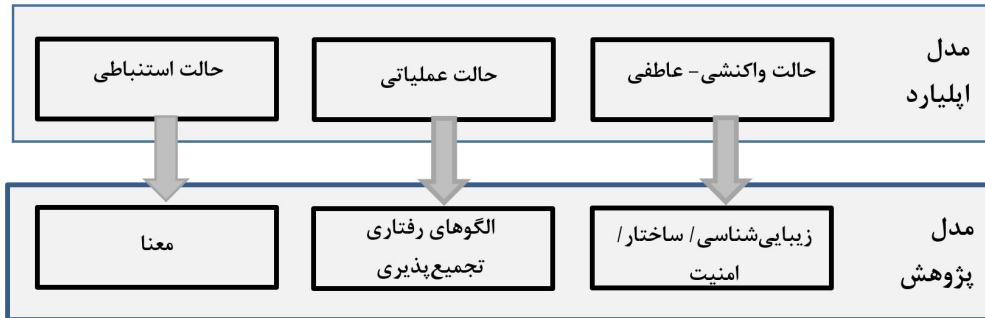 مدل
اپلیارد
حالت واکنشی- عاطفی
حالت عملیاتی
حالت استنباطی
مدل
پژوهش
زیبایی‌شناسی/ ساختار/
امنیت
الگوهای رفتاری
تجمیع‌پذیری
معنا